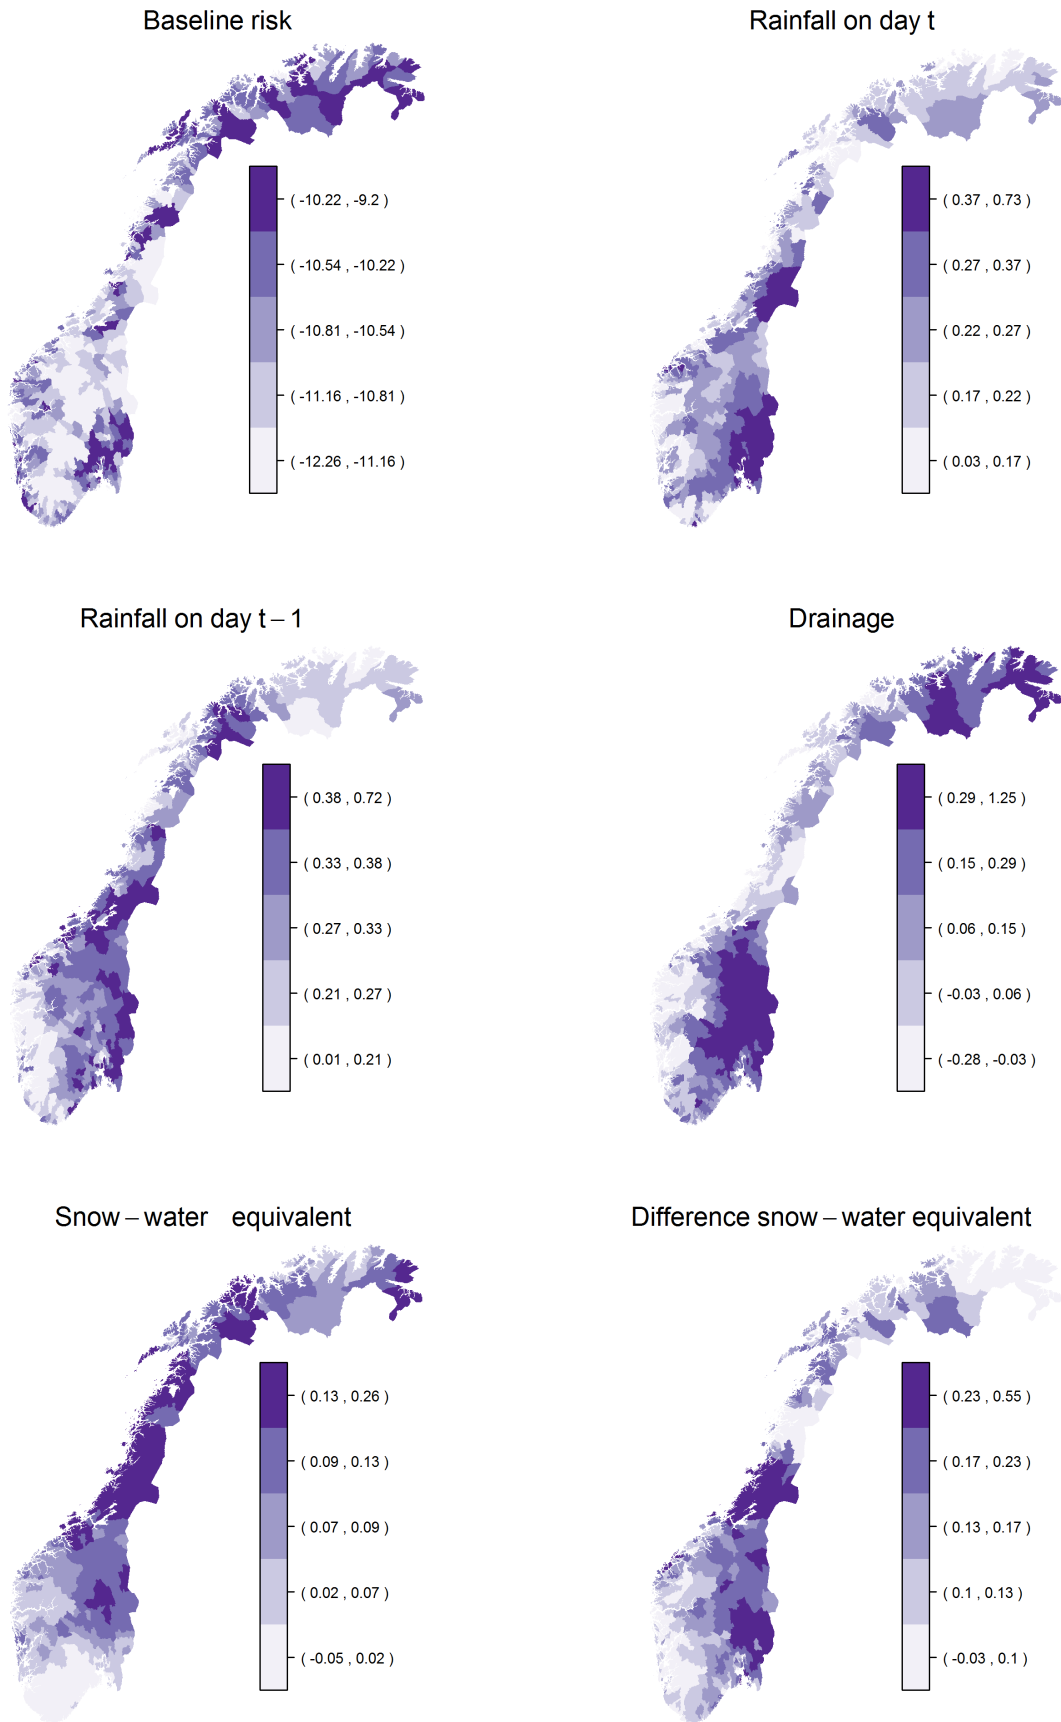 Baseline risk
( -10.22 , -9.2 )
( -10.54 , -10.22 )
( -10.81 , -10.54 )
( -11.16 , -10.81 )
( -12.26 , -11.16 )
Rainfall on day t
( 0.37 , 0.73 )
( 0.27 , 0.37 )
( 0.22 , 0.27 )
( 0.17 , 0.22 )
( 0.03 , 0.17 )
Rainfall on day t − 1
( 0.38 , 0.72 )
( 0.33 , 0.38 )
( 0.27 , 0.33 )
( 0.21 , 0.27 )
( 0.01 , 0.21 )
Drainage
( 0.29 , 1.25 )
( 0.15 , 0.29 )
( 0.06 , 0.15 )
( -0.03 , 0.06 )
( -0.28 , -0.03 )
Snow − water equivalent
( 0.13 , 0.26 )
( 0.09 , 0.13 )
( 0.07 , 0.09 )
( 0.02 , 0.07 )
( -0.05 , 0.02 )
Difference snow − water equivalent
( 0.23 , 0.55 )
( 0.17 , 0.23 )
( 0.13 , 0.17 )
( 0.1 , 0.13 )
( -0.03 , 0.1 )